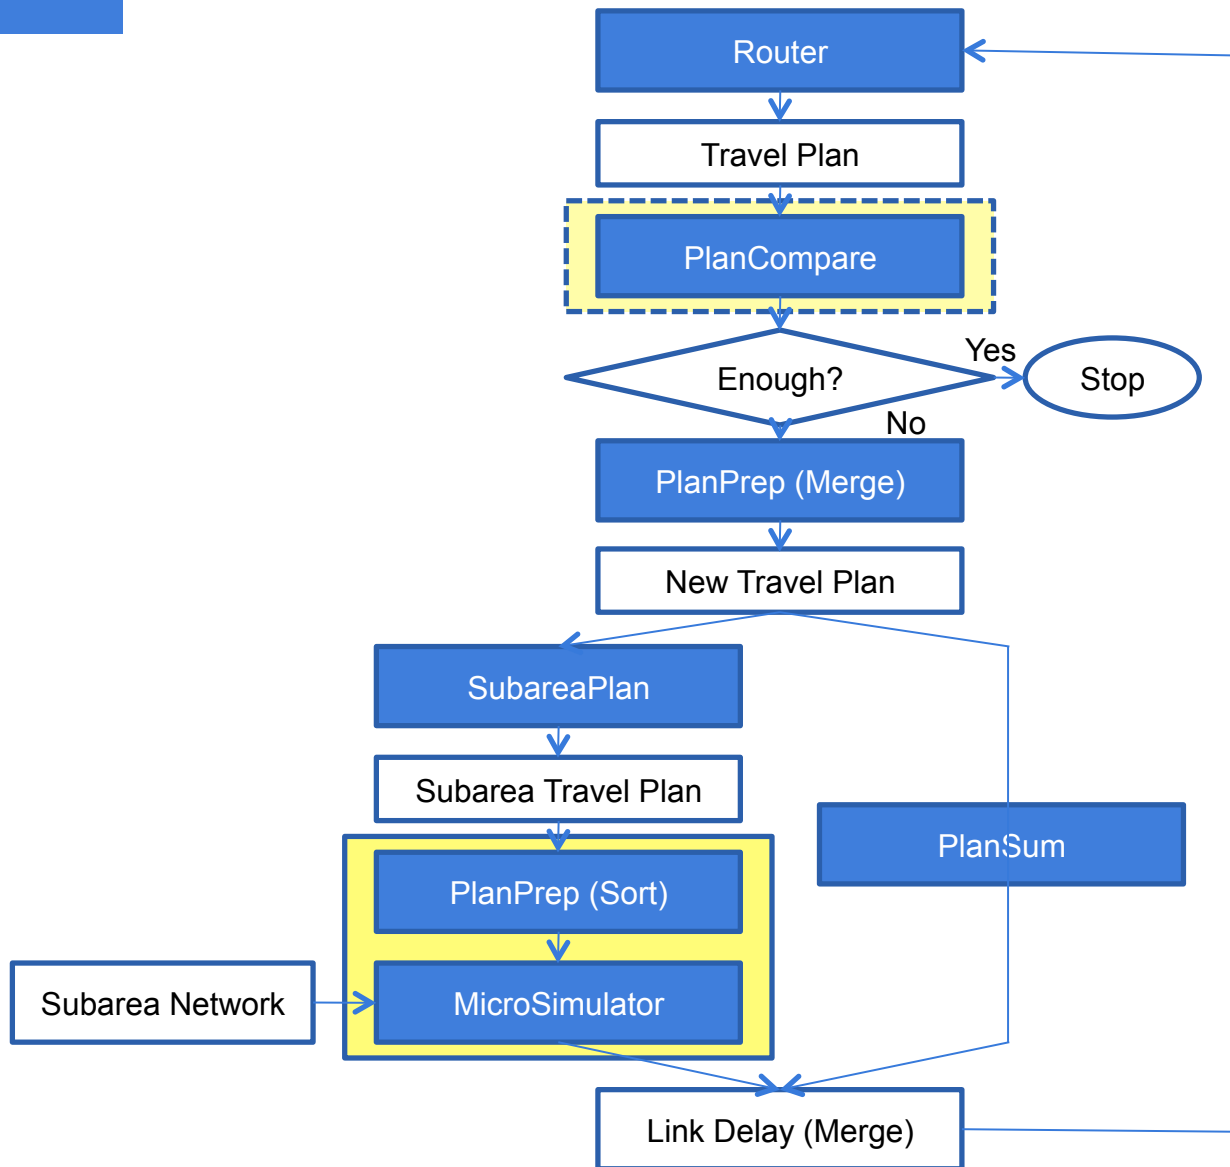 Router
Travel Plan
PlanCompare
Enough?
Yes
Stop
No
PlanPrep (Merge)
New Travel Plan
SubareaPlan
Subarea Travel Plan
PlanSum
PlanPrep (Sort)
Subarea Network
MicroSimulator
Link Delay (Merge)